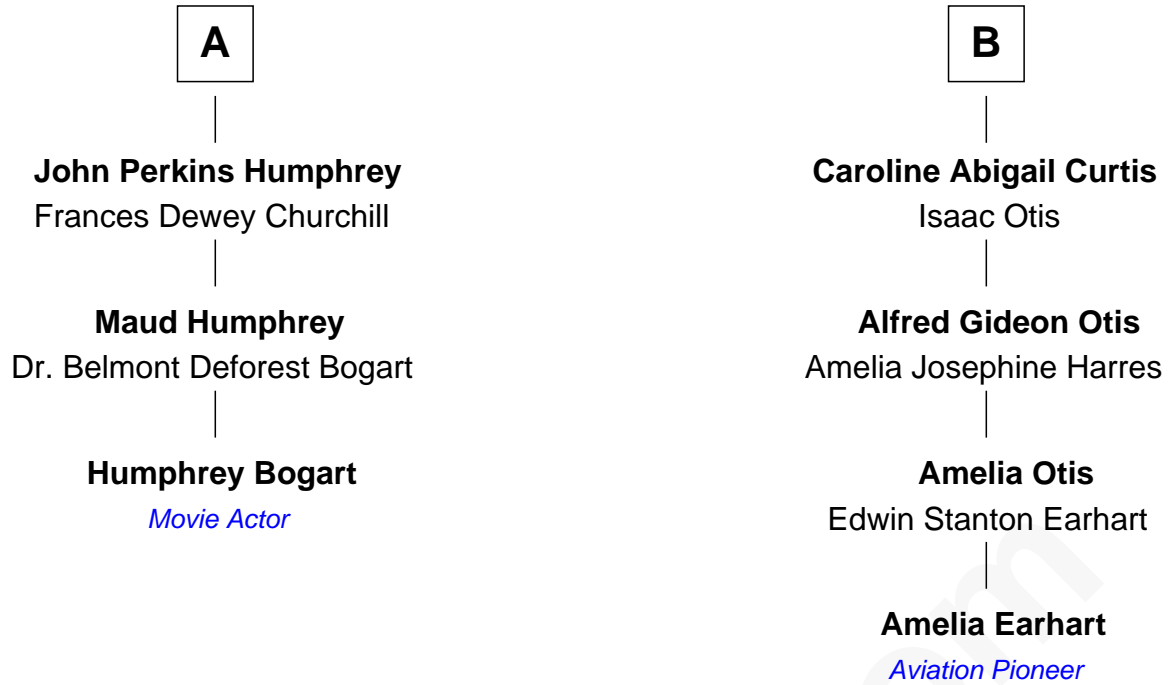 A
John Perkins Humphrey
Frances Dewey Churchill
Maud Humphrey
Dr. Belmont Deforest Bogart
Humphrey Bogart
Movie Actor
B
Caroline Abigail Curtis
Isaac Otis
Alfred Gideon Otis
Amelia Josephine Harres
Amelia Otis
Edwin Stanton Earhart
Amelia Earhart
Aviation Pioneer